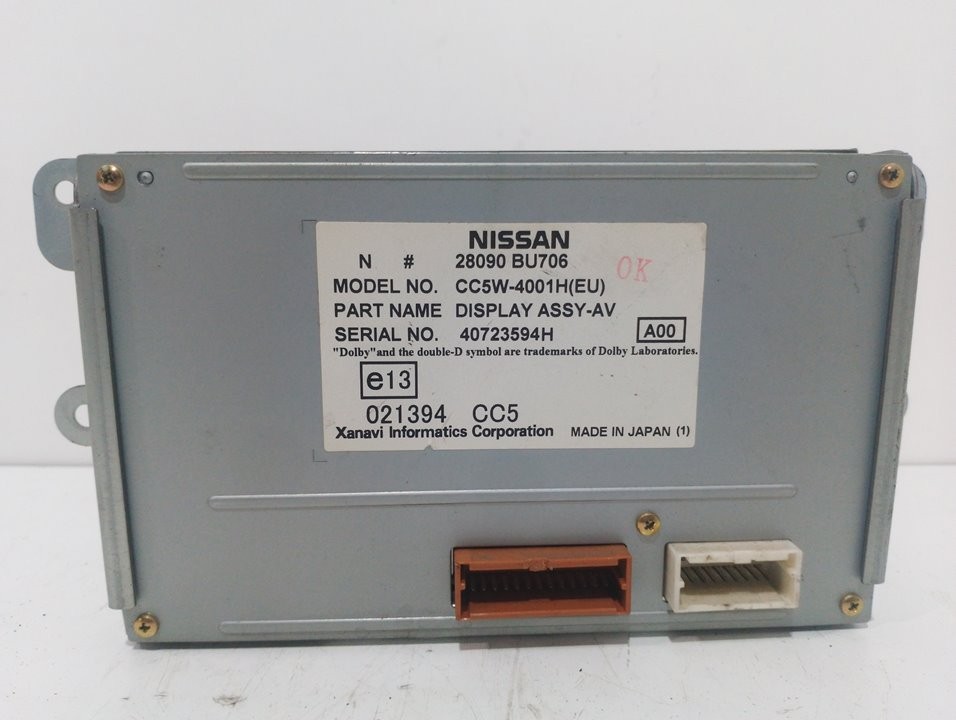 NISSAN
N # 28090 BU706
OK
MODEL NO. CC5W-4001H(EU)
PART NAME DISPLAY ASSY-AV
SERIAL NO. 40723594H A00
"Dolby"and the double-D symbol are trademarks of Dolby Laboratories.
e13
021394 CC5
Xanavi Informatics Corporation MADE IN JAPAN (1)